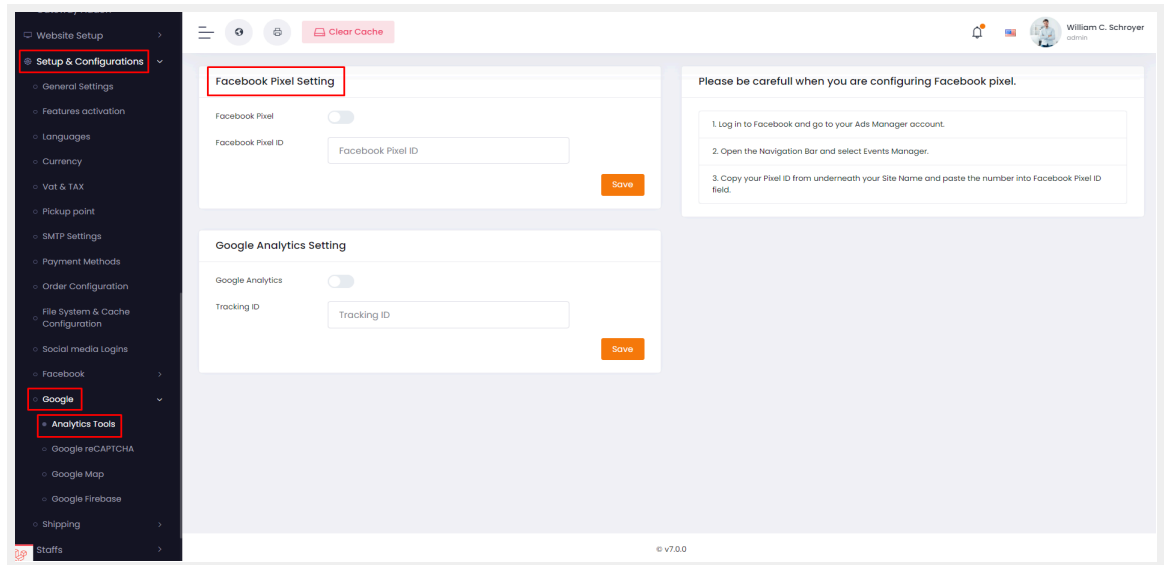 Website Setup
Setup & Configurations
General Settings
Features activation
Languages
Currency
Vat & TAX
Pickup point
SMTP Settings
Payment Methods
Order Configuration
File System & Cache
Configuration
Social media Logins
Facebook
Google
Analytics Tools
Google reCAPTCHA
Google Map
Google Firebase
Shipping
Staffs
Clear Cache
William C. Schroyer
admin
Facebook Pixel Setting
Facebook Pixel
Facebook Pixel ID
Facebook Pixel ID
Save
Please be carefull when you are configuring Facebook pixel.
1. Log in to Facebook and go to your Ads Manager account.
2. Open the Navigation Bar and select Events Manager.
3. Copy your Pixel ID from underneath your Site Name and paste the number into Facebook Pixel ID
field.
Google Analytics Setting
Google Analytics
Tracking ID
Tracking ID
Save
© v7.0.0